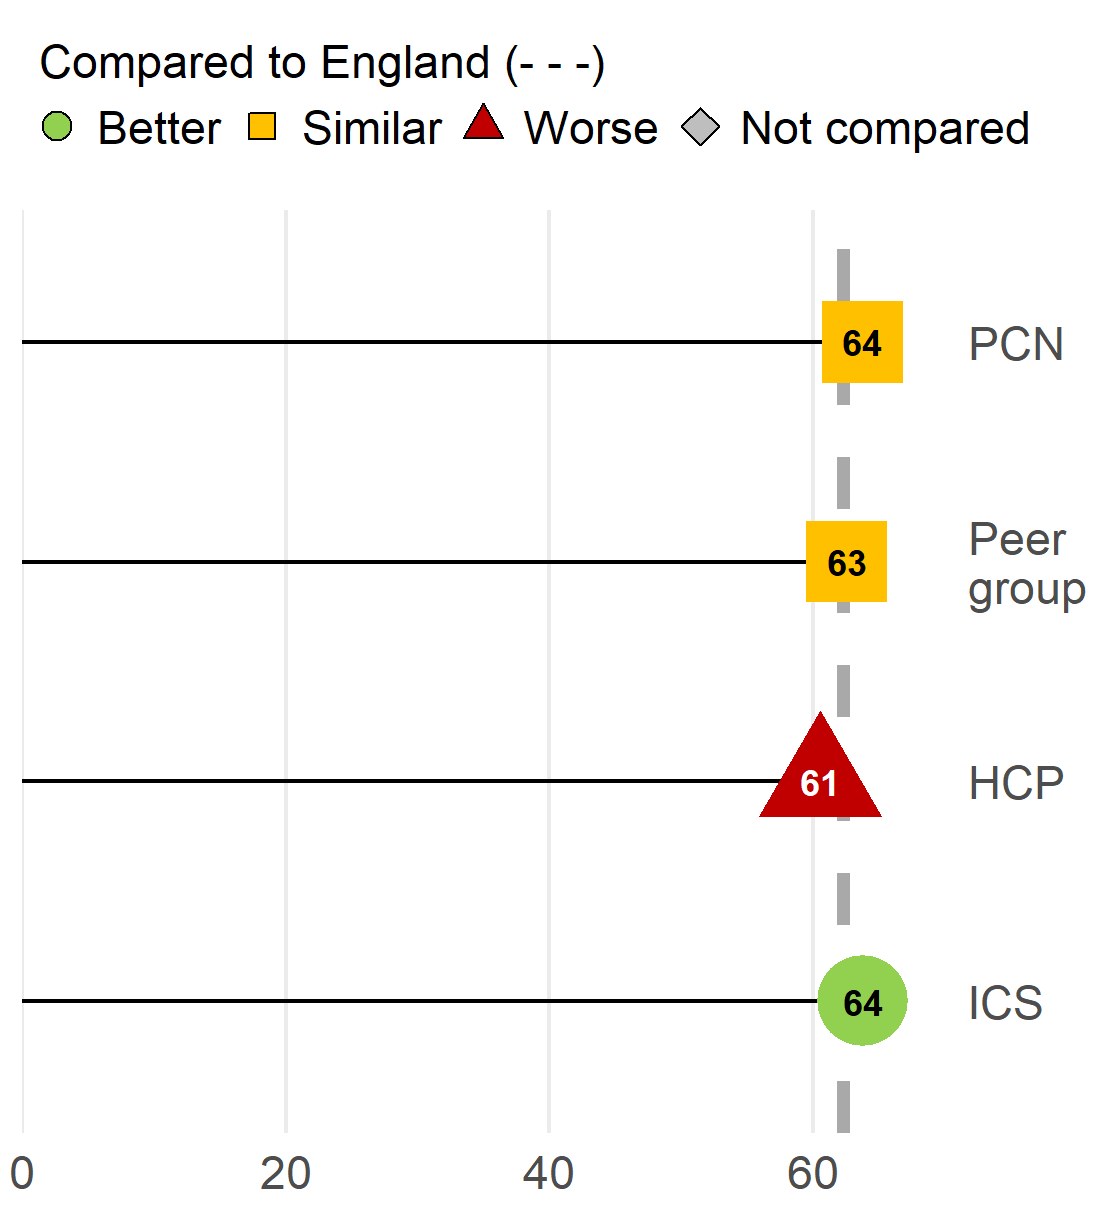 Compared to England (- - -)
Better Similar Worse Not compared
64 PCN
63 Peer
group
61 HCP
64 ICS
0 20 40 60